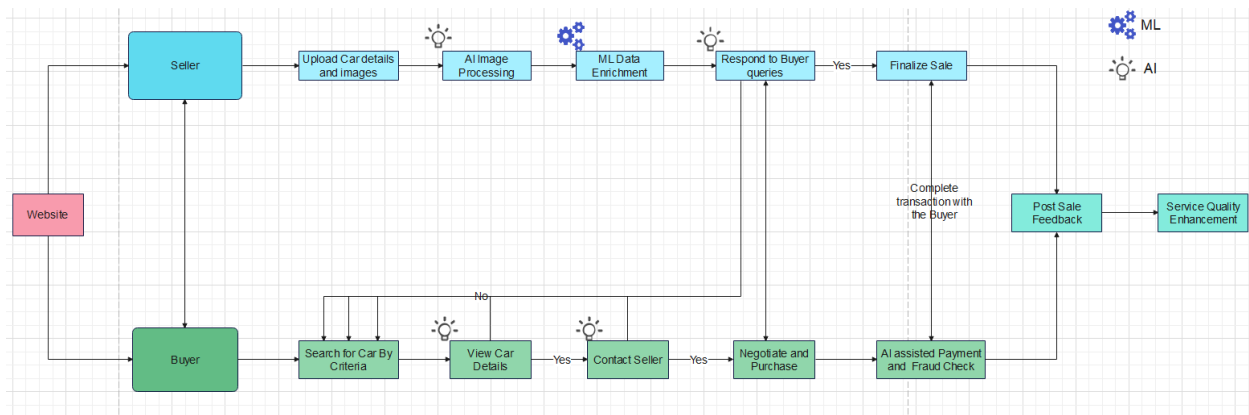 ML
AI
Seller
Upload Car details
and images
AI Image
Processing
ML Data
Enrichment
Respond to Buyer
queries
Yes
Finalize Sale
Website
Complete
transaction with
the Buyer
Post Sale
Feedback
Service Quality
Enhancement
No
Buyer
Search for Car By
Criteria
View Car
Details
Yes
Contact Seller
Yes
Negotiate and
Purchase
AI assisted Payment
and Fraud Check